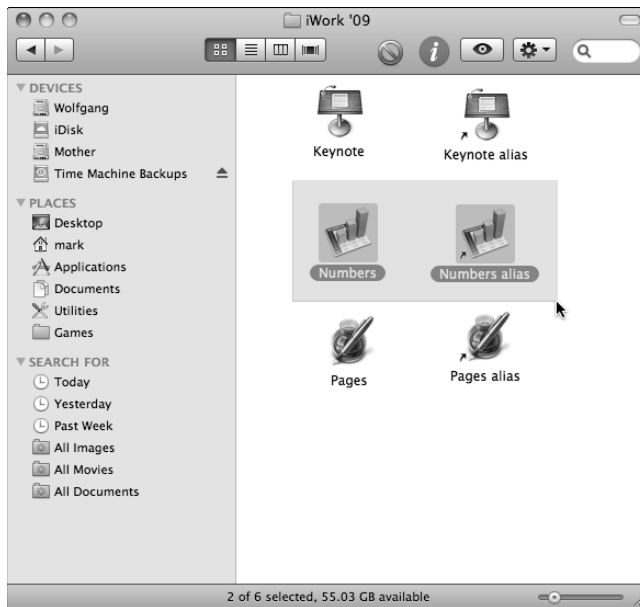 iWork '09
DEVICES
Wolfgang
iDisk
Mother
Time Machine Backups
PLACES
Desktop
mark
Applications
Documents
Utilities
Games
SEARCH FOR
Today
Yesterday
Past Week
All Images
All Movies
All Documents
Keynote
Keynote alias
Numbers
Numbers alias
Pages
Pages alias
2 of 6 selected, 55.03 GB available